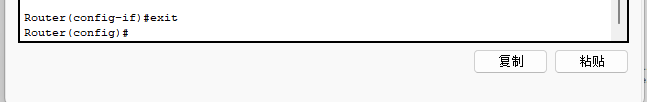 Router(config-if)#exit
Router(config)#
复制 粘贴